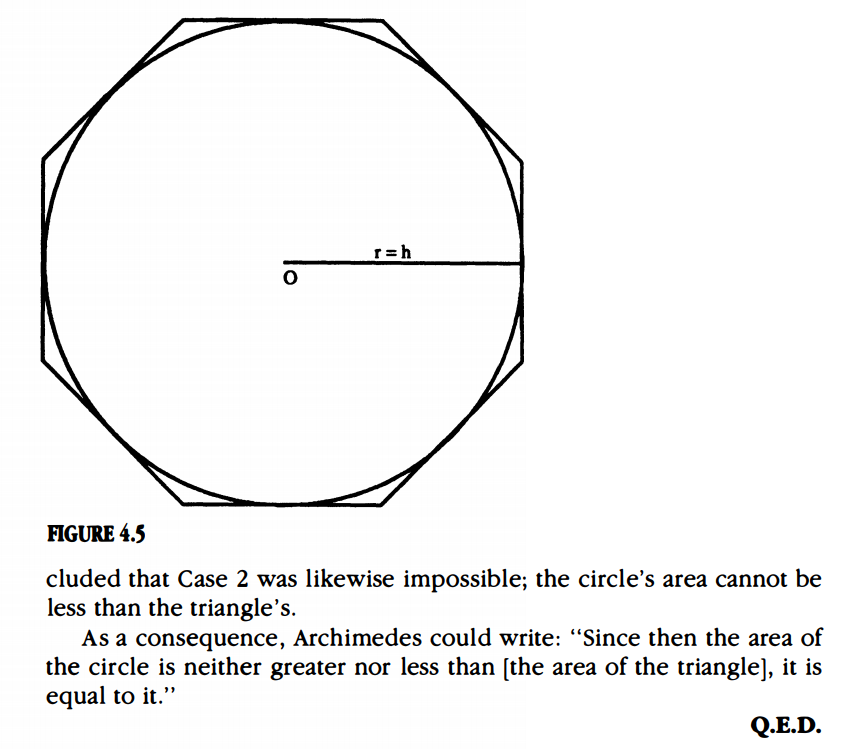 r = h
O
FIGURE 4.5
cluded that Case 2 was likewise impossible; the circle's area cannot be
less than the triangle's.
As a consequence, Archimedes could write: “Since then the area of
the circle is neither greater nor less than [the area of the triangle], it is
equal to it.”
Q.E.D.